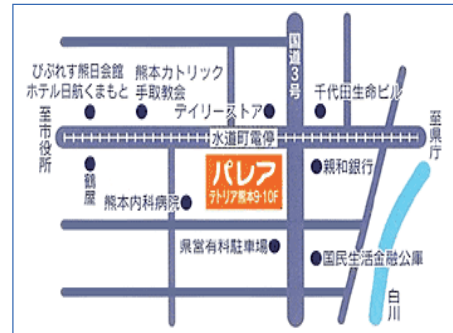 国道3号
びぷれす熊日会館
ホテル日航くまもと
熊本カトリック
手取教会
デイリーストア
千代田生命ビル
至市役所
水道町電停
至県庁
鶴屋
パレア
テトリア熊本9・10F
親和銀行
熊本内科病院
県営有料駐車場
国民生活金融公庫
白川